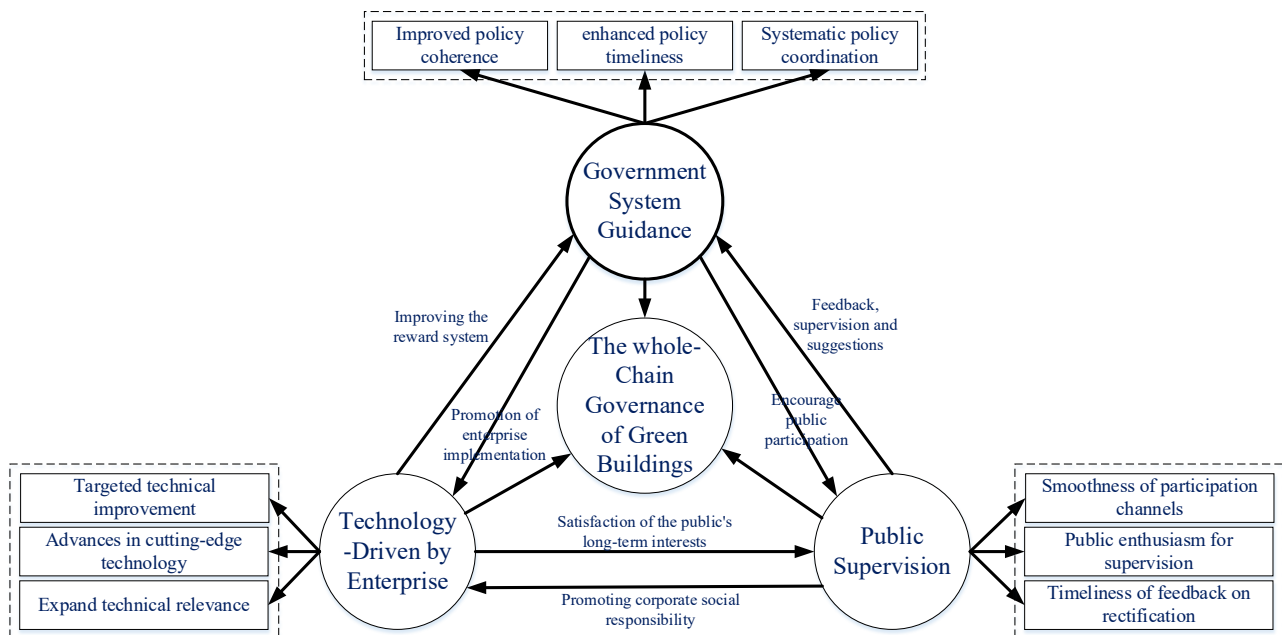 Improved policy
coherence
enhanced policy
timeliness
Systematic policy
coordination
Government
System
Guidance
Improving the
reward system
Feedback,
supervision and
suggestions
The whole-
Chain
Governance
of Green
Buildings
Promotion of
enterprise
implementation
Encourage
public
participation
Targeted technical
improvement
Advances in cutting-edge
technology
Expand technical relevance
Technology
-Driven by
Enterprise
Satisfaction of the public's
long-term interests
Promoting corporate social
responsibility
Public
Supervision
Smoothness of participation
channels
Public enthusiasm for
supervision
Timeliness of feedback on
rectification